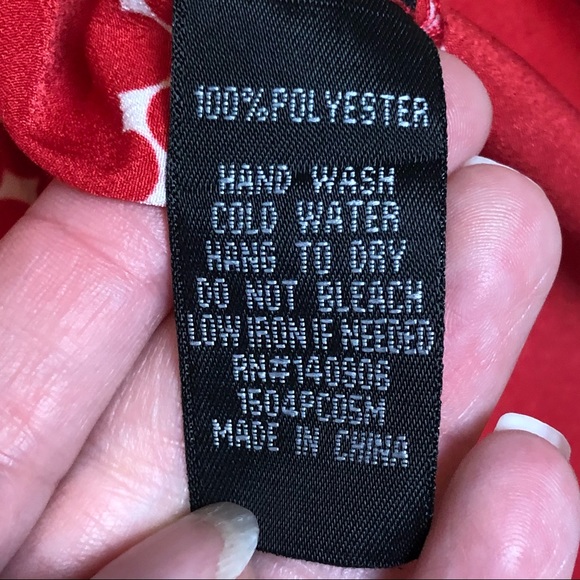 100%POLYESTER
HAND WASH
COLD WATER
HANG TO DRY
DO NOT BLEACH
LOW IRON IF NEEDED
RN#140906
1504PC05M
MADE IN CHINA